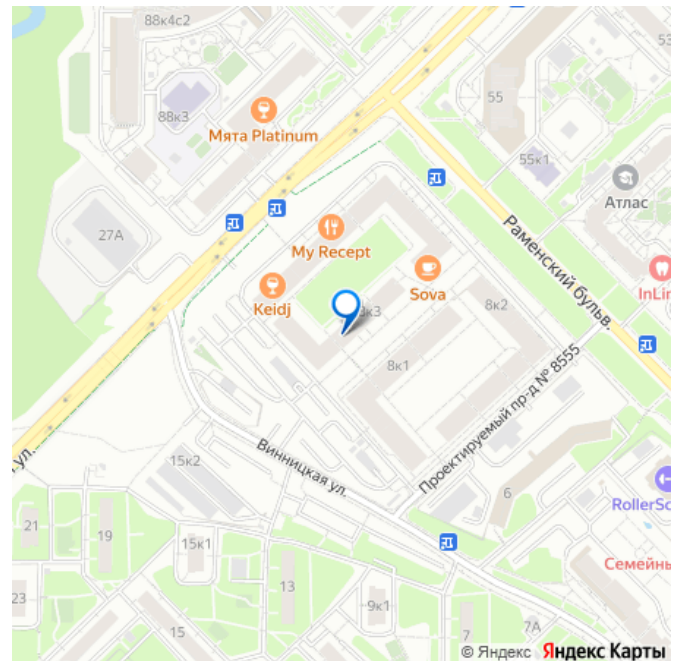 88к4с2
53
55
88к3
Мята Platinum
55к1
Атлас
27А
Раменский бульв.
My Recept
InLin
Keidj
Sova
8к2
8к3
8к1
Проектируемый пр-д № 8555
ул.
15к2
Винницкая ул.
6
RollerSc
21
19
15к1
Семейны
13
23
9к1
15
7
7А
© Яндекс Яндекс Карты